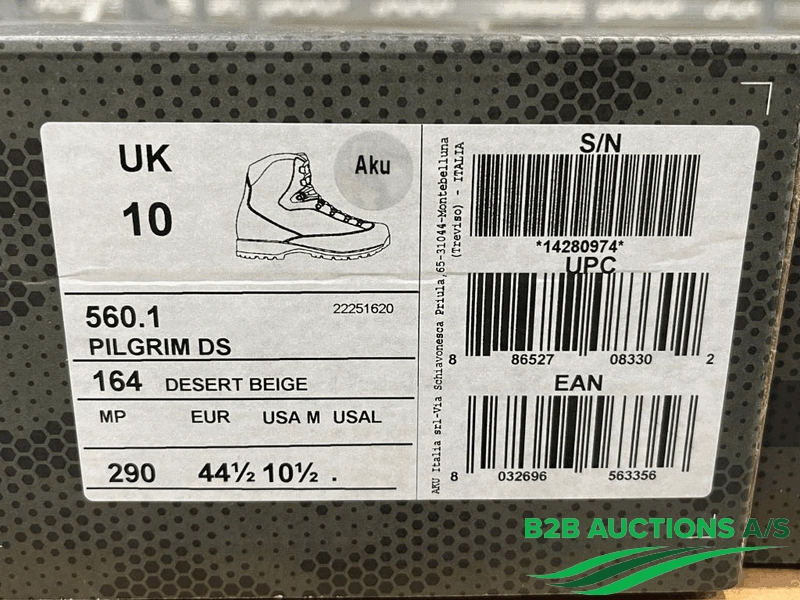 UK
10
Aku
560.1
22251620
PILGRIM DS
164 DESERT BEIGE
MP EUR USA M USAL
290 44½ 10½ .
AKU Italia srl-Via Schiavonesca Priula,65-31044-Montebelluna
(Treviso) - ITALIA
S/N
*14280974*
UPC
8 86527 08330 2
EAN
8 032696 563356
B2B AUCTIONS A/S